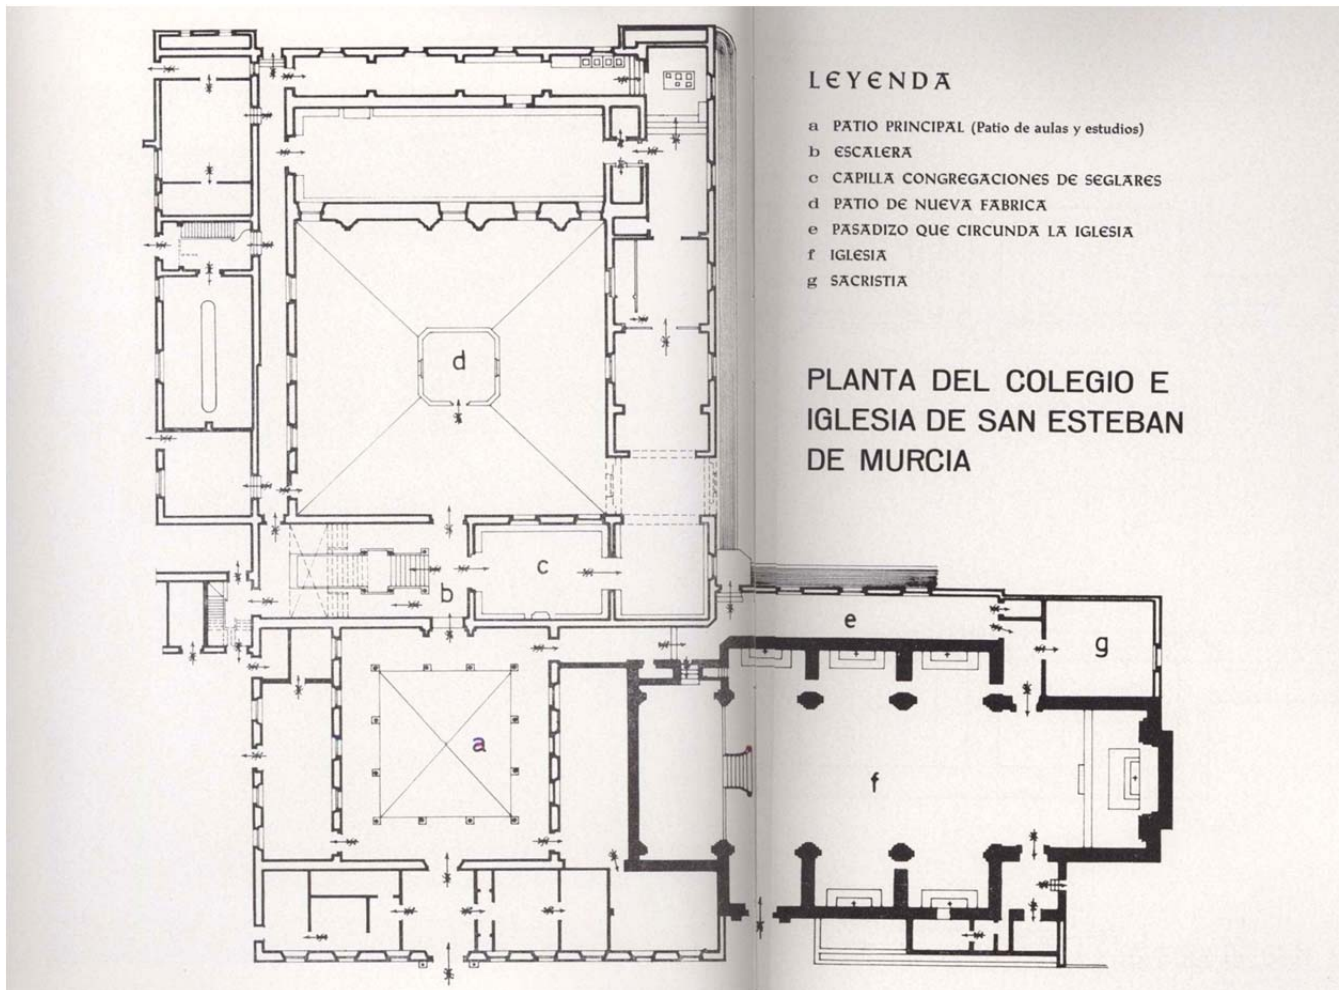 LEYENDA
a PATIO PRINCIPAL (Patio de aulas y estudios)
b ESCALERA
c CAPILLA CONGREGACIONES DE SEGLARES
d PATIO DE NUEVA FABRICA
e PASADIZO QUE CIRCUNDA LA IGLESIA
f IGLESIA
g SACRISTIA
PLANTA DEL COLEGIO E
IGLESIA DE SAN ESTEBAN
DE MURCIA
d
c
b
e
g
a
f